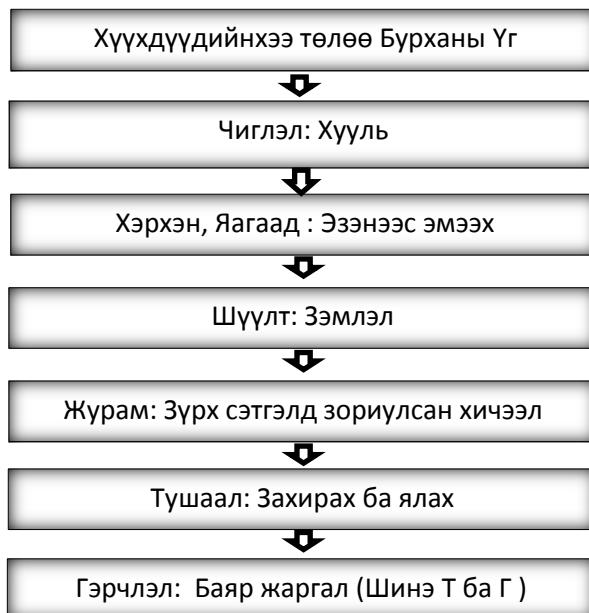 Хүүхдүүдийнхээ төлөө Бурханы Үг
Чиглэл: Хууль
Хэрхэн, Яагаад : Эзэнээс эмээх
Шүүлт: Зэмлэл
Журам: Зүрх сэтгэлд зориулсан хичээл
Тушаал: Захирах ба ялах
Гэрчлэл: Баяр жаргал (Шинэ Т ба Г )